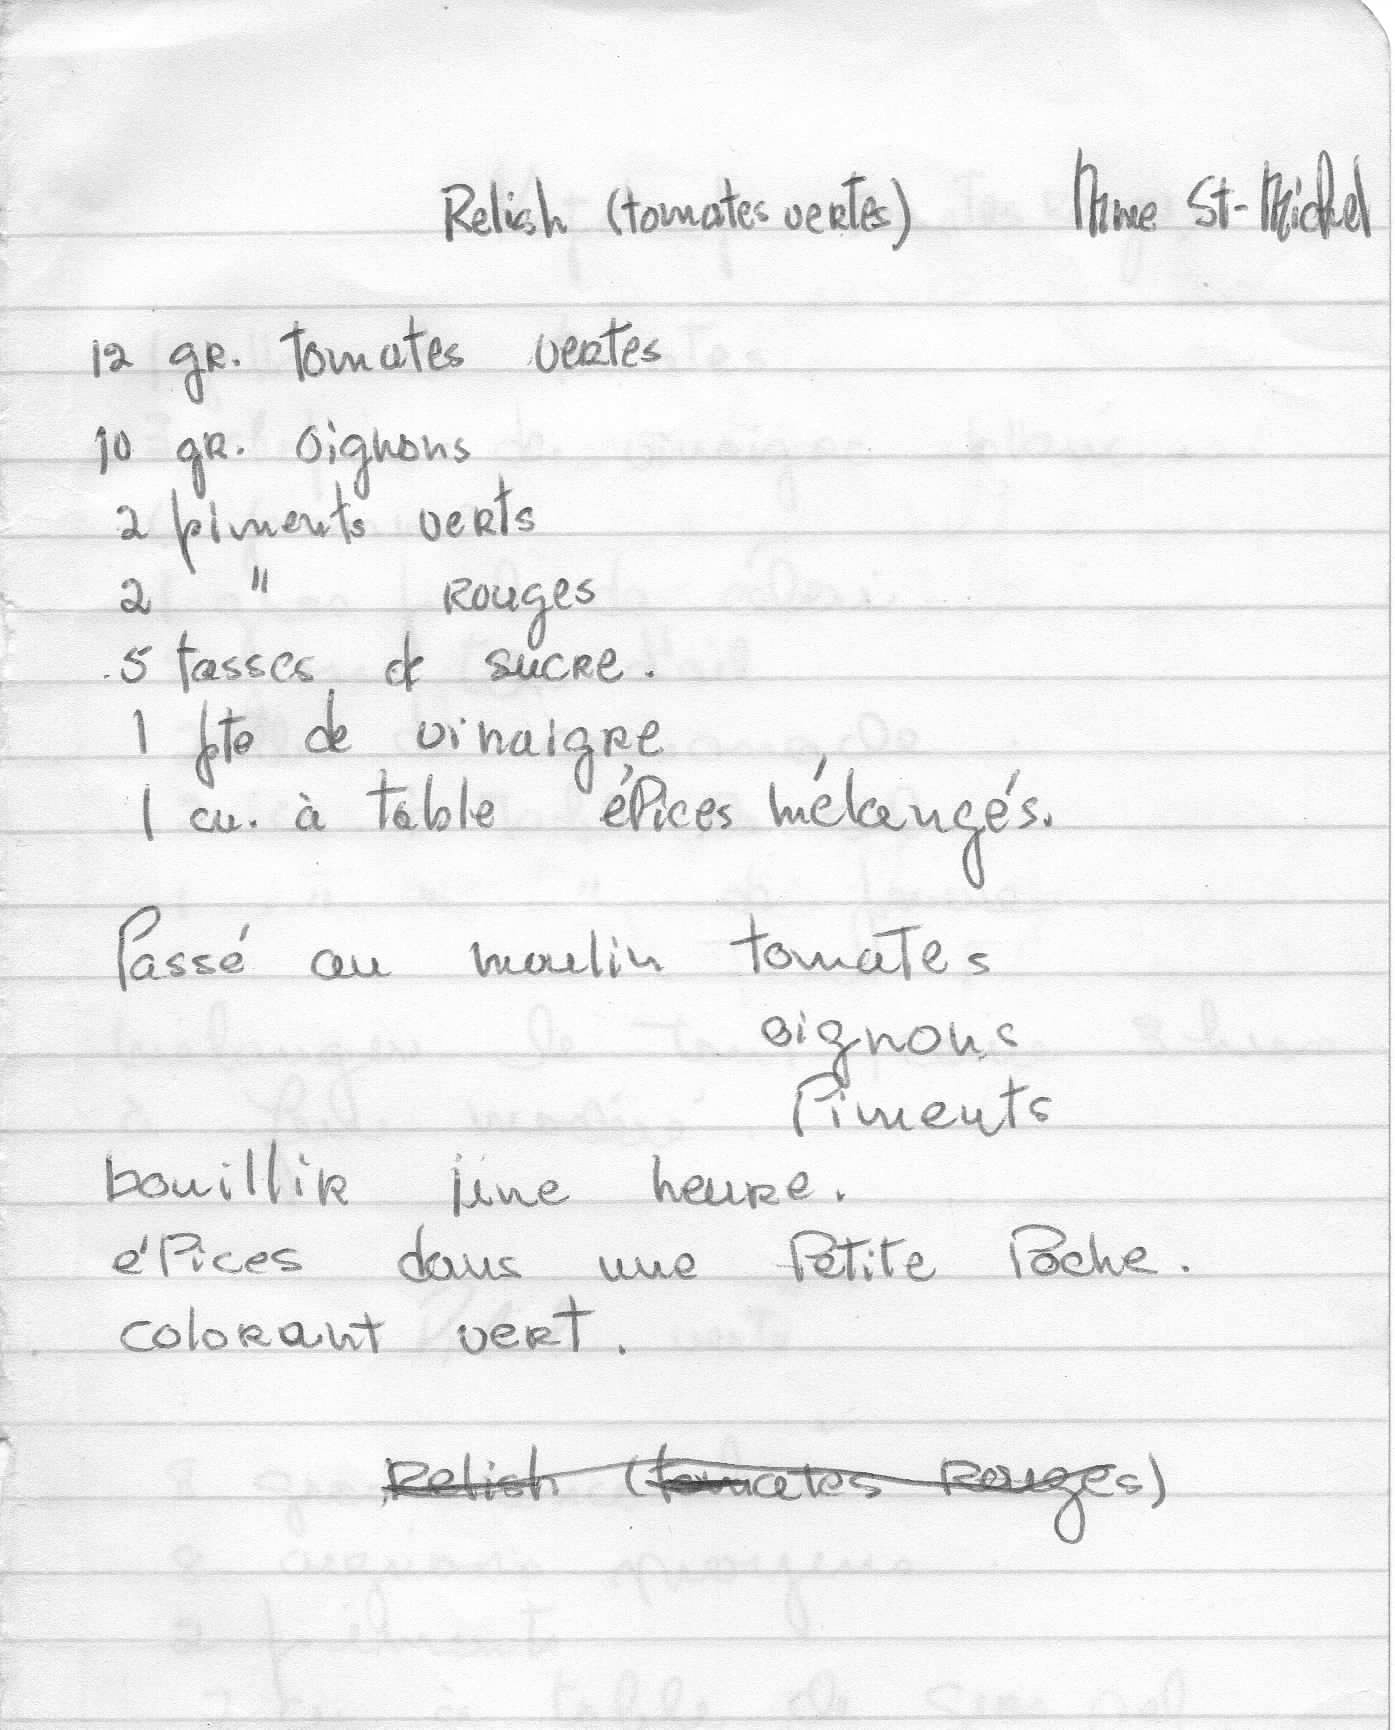 Relish (tomates vertes) Mme St-Michel
12 gr. tomates vertes
10 gr. oignons
2 piments verts
2 " rouges
5 tasses de sucre.
1 pte de vinaigre
1 cu. à table épices mélangés.
Passé au moulin tomates
oignons
Piments
bouillir une heure.
épices dans une Petite Poche.
colorant vert.
Relish (tomates Rouges)